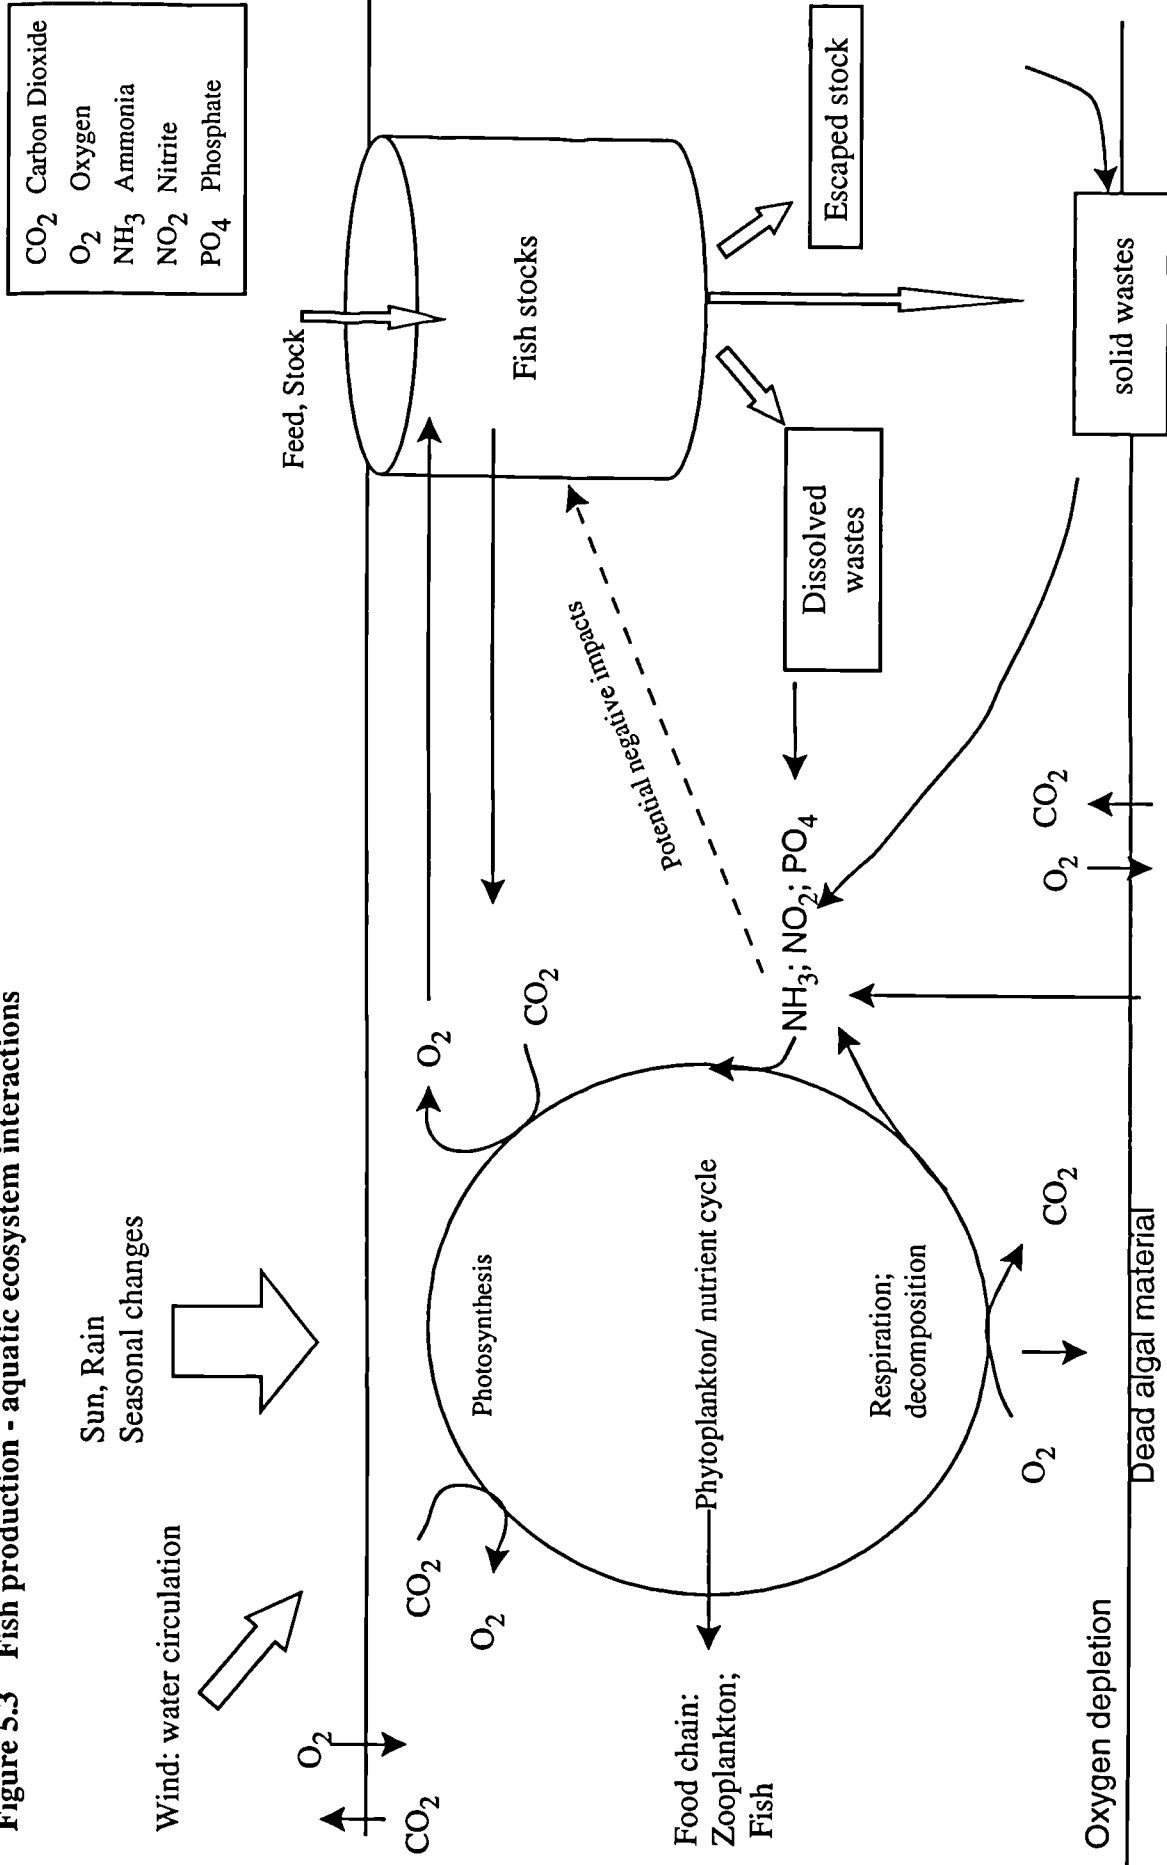 Figure 5.3 Fish production - aquatic ecosystem interactions
CO2 Carbon Dioxide
O2 Oxygen
NH3 Ammonia
NO2 Nitrite
PO4 Phosphate
Sun, Rain
Seasonal changes
Wind: water circulation
Feed, Stock
O2
CO2
CO2
O2
O2
CO2
Photosynthesis
Fish stocks
Potential negative impacts
Food chain:
Zooplankton;
Fish
Phytoplankton/ nutrient cycle
NH3; NO2; PO4
Dissolved
wastes
Escaped stock
Respiration;
decomposition
O2
CO2
O2
CO2
Oxygen depletion
Dead algal material
solid wastes